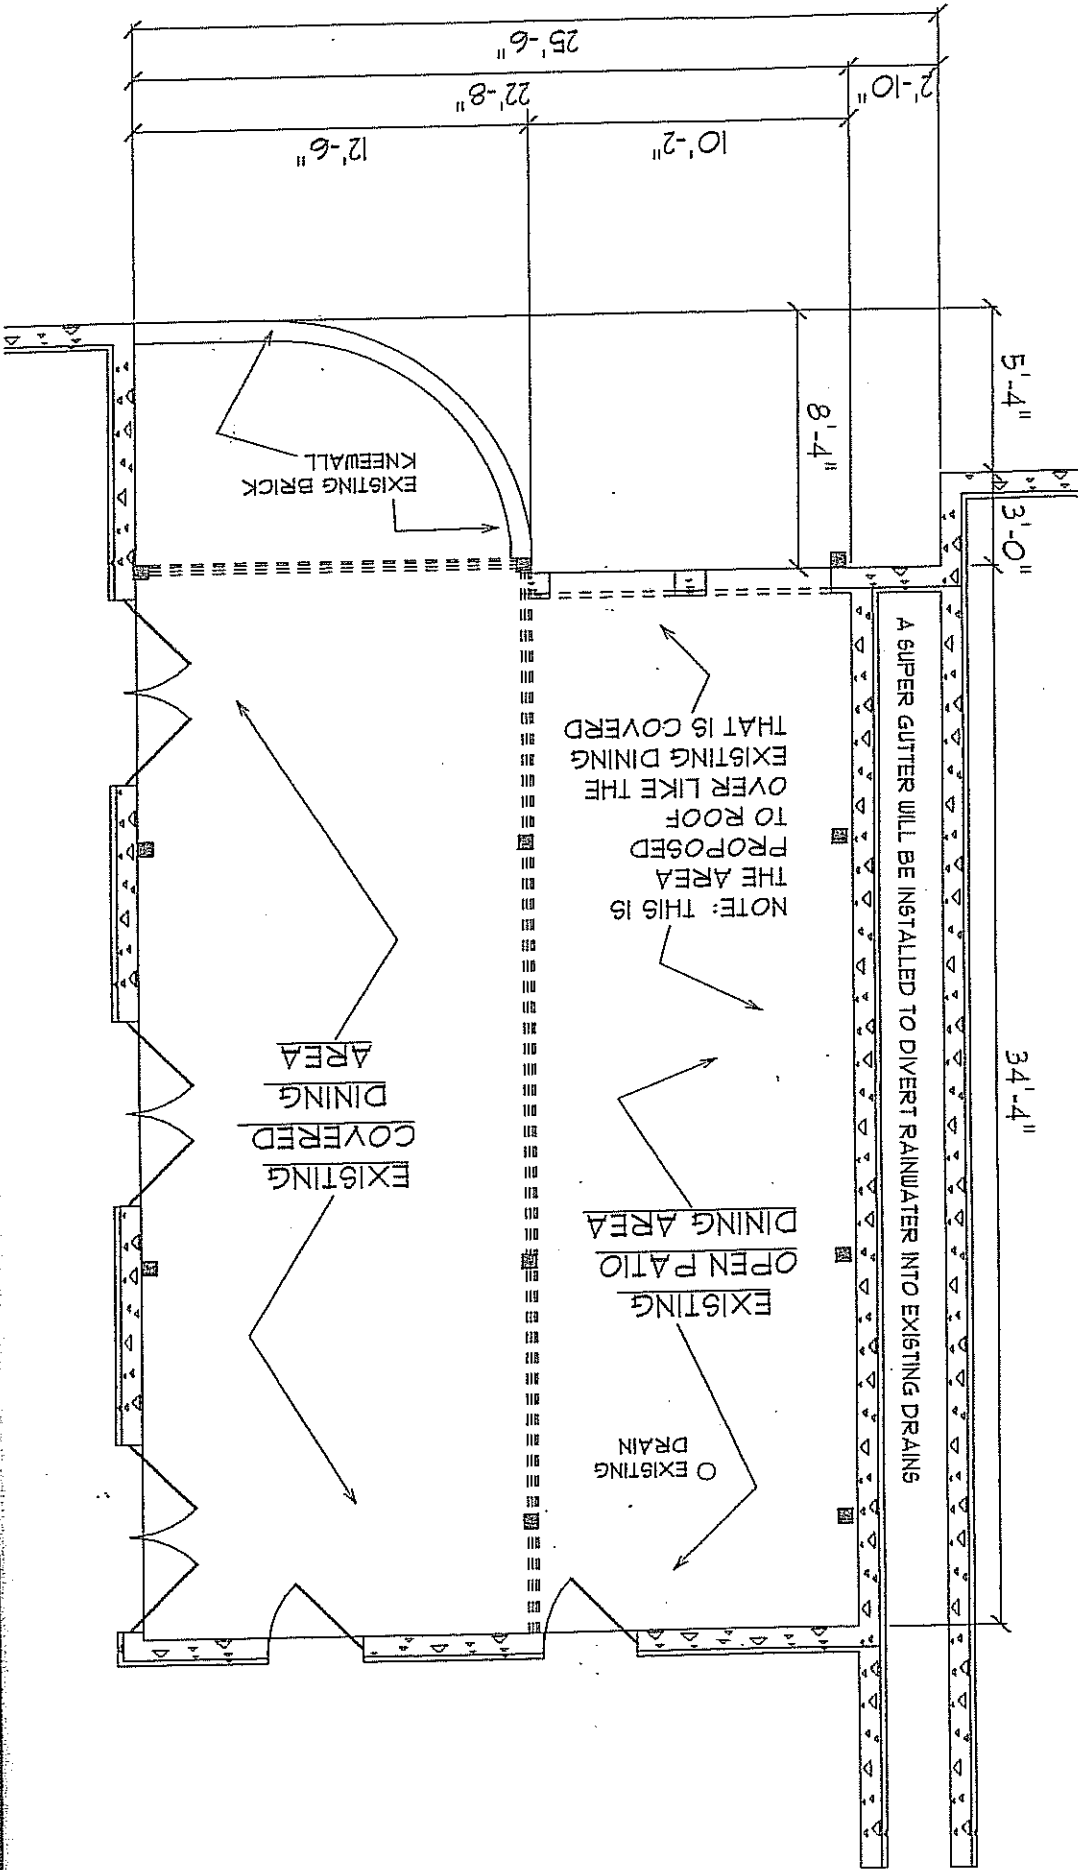 EXISTING
DRAIN
EXISTING
OPEN PATIO
DINING AREA
EXISTING
COVERED
DINING
AREA
NOTE: THIS IS
THE AREA
PROPOSED
TO ROOF
OVER LIKE THE
EXISTING DINING
THAT IS COVERD
EXISTING BRICK
KNEEWALL
A SUPER GUTTER WILL BE INSTALLED TO DIVERT RAINWATER INTO EXISTING DRAINS
34'-4"
3'-0"
5'-4"
8'-4"
10'-2"
12'-6"
2'-10"
22'-8"
25'-6"